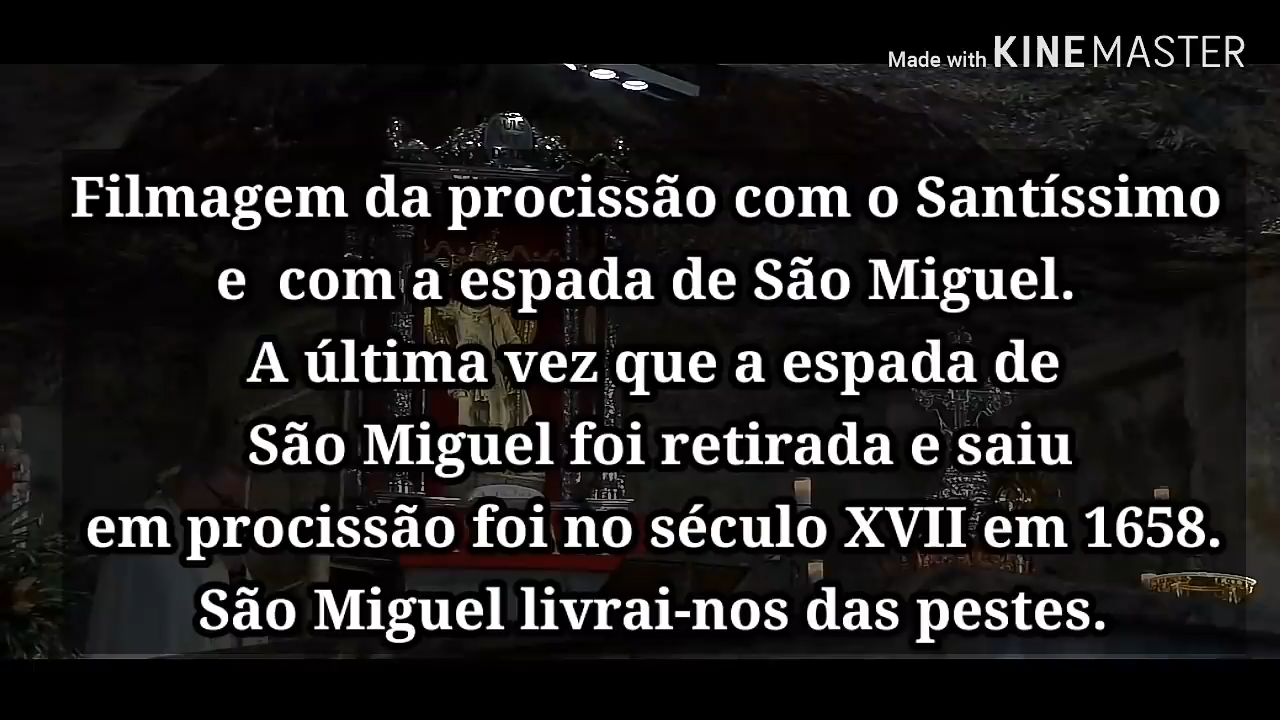 Made with KINEMASTER
Filmagem da procissão com o Santíssimo
e com a espada de São Miguel.
A última vez que a espada de
São Miguel foi retirada e saiu
em procissão foi no século XVII em 1658.
São Miguel livrai-nos das pestes.